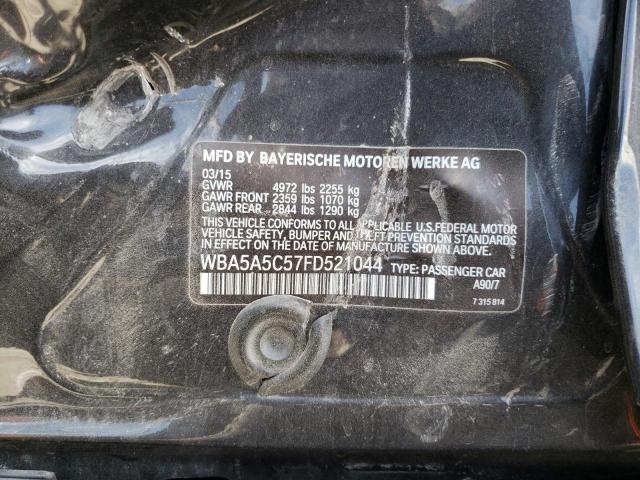 MFD BY BAYERISCHE MOTOREN WERKE AG
03/15
GVWR 4972 lbs 2255 kg
GAWR FRONT 2359 lbs 1070 kg
GAWR REAR 2844 lbs 1290 kg
THIS VEHICLE CONFORMS TO ALL APPLICABLE U.S.FEDERAL MOTOR
VEHICLE SAFETY, BUMPER AND THEFT PREVENTION STANDARDS
IN EFFECT ON THE DATE OF MANUFACTURE SHOWN ABOVE.
WBA5A5C57FD521044 TYPE: PASSENGER CAR
A90/7
7 315 814